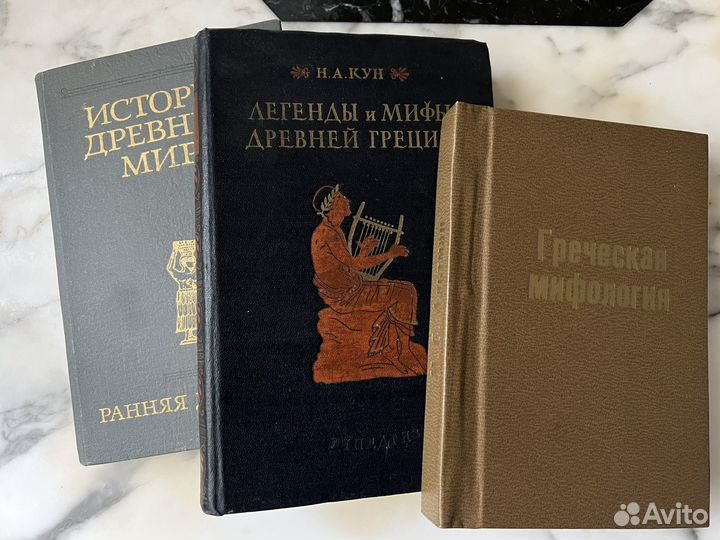 ИСТОР
ДРЕВН
МИР
РАННЯЯ
Н.А.КУН
ЛЕГЕНДЫ и МИФЫ
ДРЕВНЕЙ ГРЕЦИ
Греческая
мифология
Avito